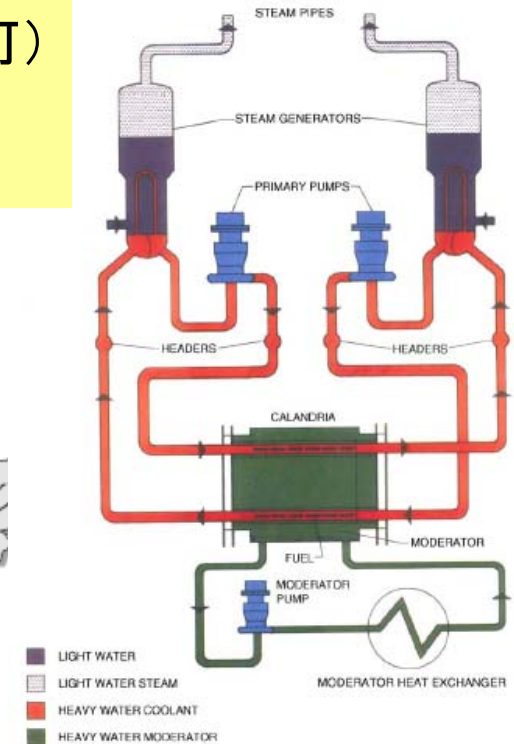 可）
STEAM PIPES
STEAM GENERATORS
PRIMARY PUMPS
HEADERS
HEADERS
CALANDRIA
MODERATOR
FUEL
MODERATOR
PUMP
MODERATOR HEAT EXCHANGER
LIGHT WATER
LIGHT WATER STEAM
HEAVY WATER COOLANT
HEAVY WATER MODERATOR